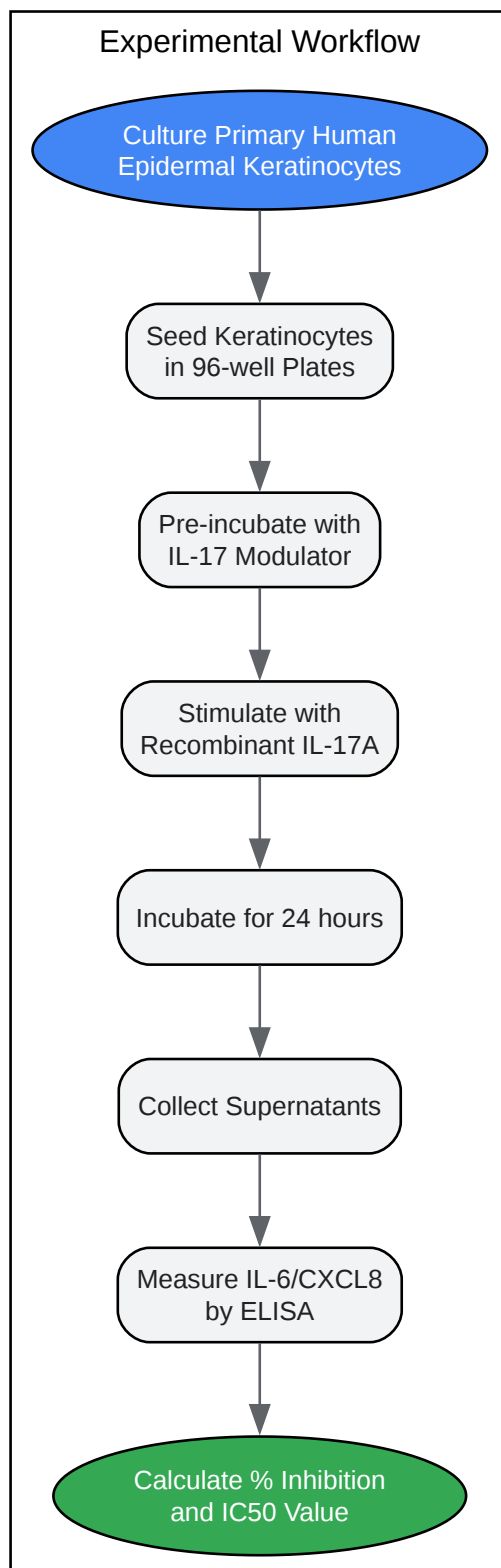 Experimental Workflow
Culture Primary Human
Epidermal Keratinocytes
Seed Keratinocytes
in 96-well Plates
Pre-incubate with
IL-17 Modulator
Stimulate with
Recombinant IL-17A
Incubate for 24 hours
Collect Supernatants
Measure IL-6/CXCL8
by ELISA
Calculate % Inhibition
and IC50 Value